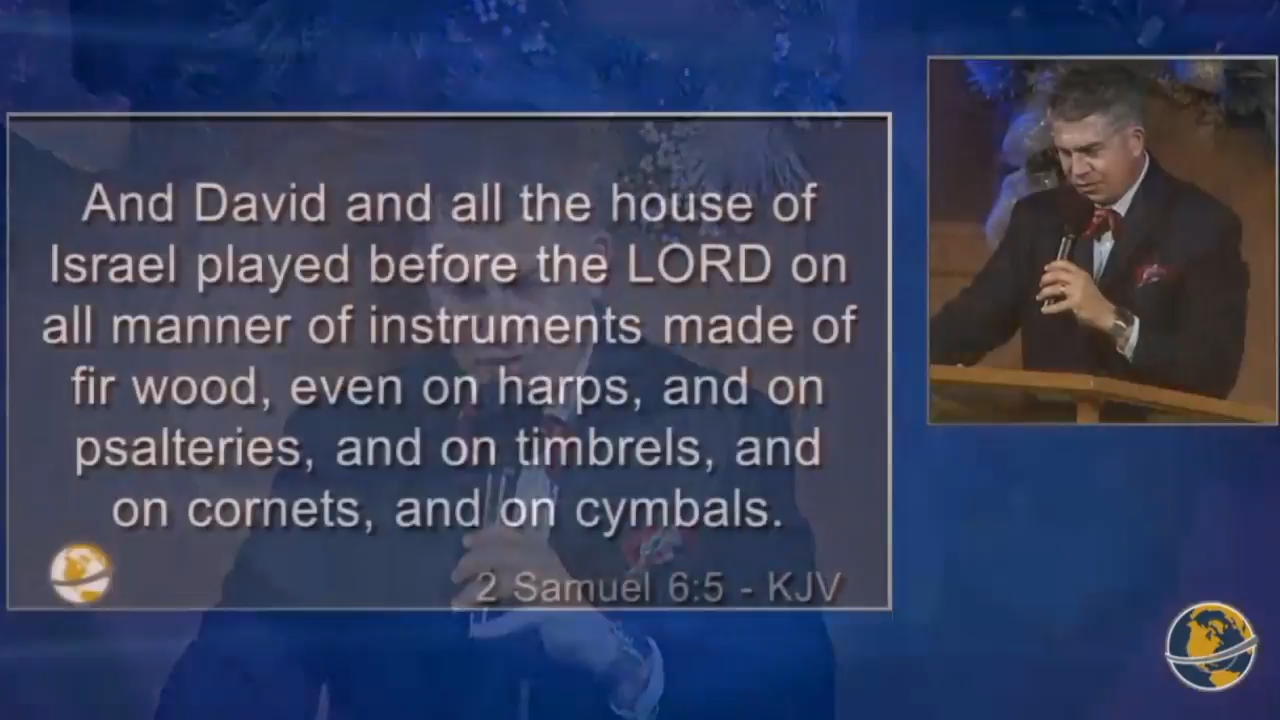 And David and all the house of
Israel played before the LORD on
all manner of instruments made of
fir wood, even on harps, and on
psalteries, and on timbrels, and
on cornets, and on cymbals.
2 Samuel 6:5 - KJV